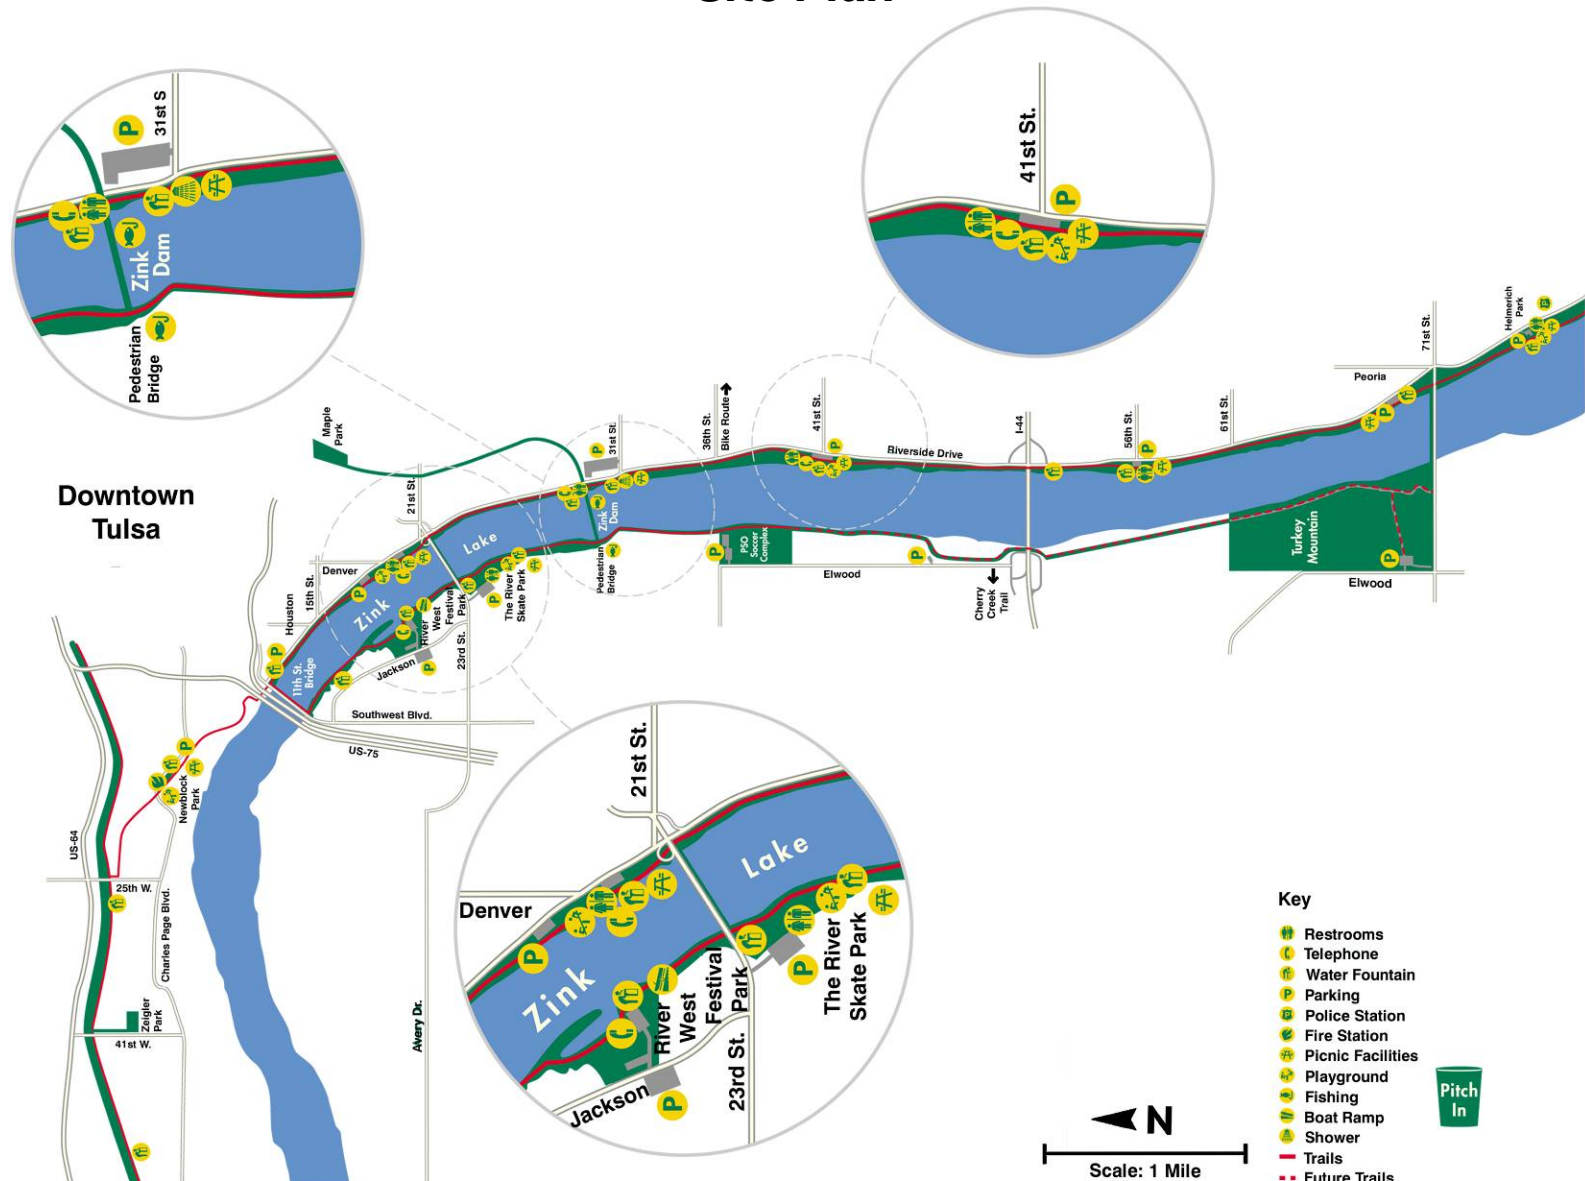 Site Plan
31st S
P
Zink
Dam
Pedestrian
Bridge
41st St.
P
Helmerich
Park
71st St.
Peoria
Maple
Park
31st St.
P
36th St.
Bike Route
41st St.
P
Riverside Drive
I-44
56th St.
P
61st St.
P
P
Downtown
Tulsa
21st St.
Lake
Zink
Dam
Pedestrian
Bridge
PSO
Soccer
Complex
P
P
Elwood
Cherry
Creek
Trail
Turkey
Mountain
P
Elwood
Denver
15th St.
Houston
P
P
Zink
11th St.
Bridge
River
West
Festival
Park
The River
Skate Park
P
23rd St.
Jackson
P
Southwest Blvd.
US-75
P
Newblock
Park
US-64
25th W.
Charles Page Blvd.
Zeigler
Park
41st W.
Avery Dr.
21st St.
Lake
Denver
P
Zink
River
West
Festival
Park
The River
Skate Park
P
23rd St.
Jackson
P
N
Scale: 1 Mile
Key
Restrooms
Telephone
Water Fountain
P Parking
Police Station
Fire Station
Picnic Facilities
Playground
Fishing
Boat Ramp
Shower
Trails
Future Trails
Pitch
In